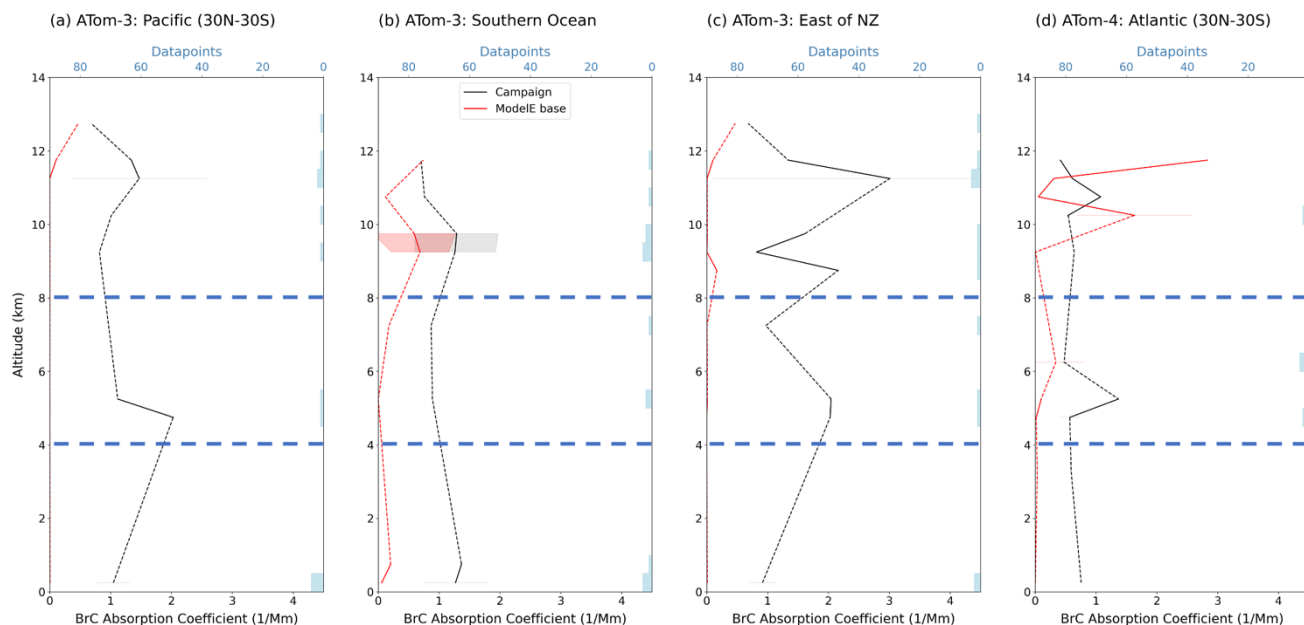 (a) ATom-3: Pacific (30N-30S)
(b) ATom-3: Southern Ocean
(c) ATom-3: East of NZ
(d) ATom-4: Atlantic (30N-30S)
Datapoints
Datapoints
Datapoints
Datapoints
80 60 40 20 0
80 60 40 20 0
80 60 40 20 0
80 60 40 20
Altitude (km)
14
12
10
8
6
4
2
0
14
12
10
8
6
4
2
0
14
12
10
8
6
4
2
0
14
12
10
8
6
4
2
0
Campaign
ModelE base
0 1 2 3 4
0 1 2 3 4
0 1 2 3 4
0 1 2 3 4
BrC Absorption Coefficient (1/Mm)
BrC Absorption Coefficient (1/Mm)
BrC Absorption Coefficient (1/Mm)
BrC Absorption Coefficient (1/Mm)